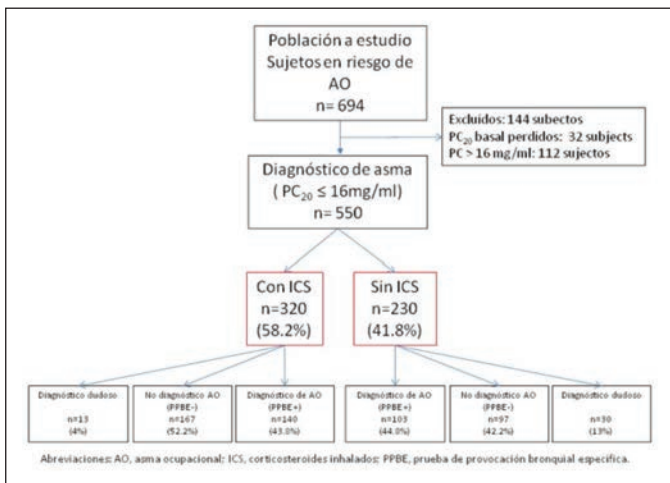 Población a estudio
Sujetos en riesgo de
AO
n= 694
Excluidos: 144 subectos
PC20 basal perdidos: 32 subjects
PC > 16 mg/ml: 112 sujectos
Diagnóstico de asma
( PC20 ≤ 16mg/ml)
n= 550
Con ICS
n=320
(58.2%)
Sin ICS
n=230
(41.8%)
Diagnóstico dudoso
n=13
(4%)
No diagnóstico AO
(PPBE-)
n=167
(52.2%)
Diagnóstico de AO
(PPBE+)
n=140
(43.8%)
Diagnóstico de AO
(PPBE+)
n=103
(44.8%)
No diagnóstico AO
(PPBE-)
n=97
(42.2%)
Diagnóstico dudoso
n=30
(13%)
Abreviaciones: AO, asma ocupacional; ICS, corticosteroides inhalados; PPBE, prueba de provocación bronquial específica.